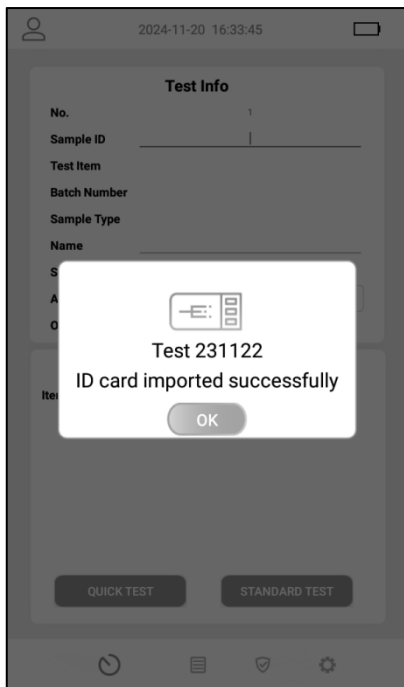 2024-11-20 16:33:45
Test Info
No. 1
Sample ID
Test Item
Batch Number
Sample Type
Name
S
A
O
Test 231122
ID card imported successfully
OK
QUICK TEST STANDARD TEST